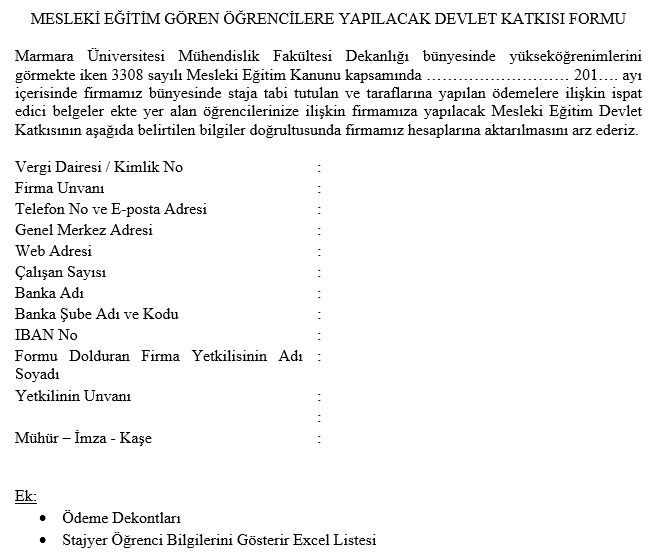 MESLEKİ EĞİTİM GÖREN ÖĞRENCİLERE YAPILACAK DEVLET KATKISI FORMU
Marmara Üniversitesi Mühendislik Fakültesi Dekanlığı bünyesinde yükseköğrenimlerini
görmekte iken 3308 sayılı Mesleki Eğitim Kanunu kapsamında ………………………. 201…. ayı
içerisinde firmamız bünyesinde staja tabi tutulan ve taraflarına yapılan ödemelere ilişkin ispat
edici belgeler ekte yer alan öğrencilerinize ilişkin firmamıza yapılacak Mesleki Eğitim Devlet
Katkısının aşağıda belirtilen bilgiler doğrultusunda firmamız hesaplarına aktarılmasını arz ederiz.
Vergi Dairesi / Kimlik No :
Firma Unvanı :
Telefon No ve E-posta Adresi :
Genel Merkez Adresi :
Web Adresi :
Çalışan Sayısı :
Banka Adı :
Banka Şube Adı ve Kodu :
IBAN No :
Formu Dolduran Firma Yetkilisinin Adı :
Soyadı
Yetkilinin Unvanı :
:
Mühür – İmza - Kaşe :
Ek:
• Ödeme Dekontları
• Stajyer Öğrenci Bilgilerini Gösterir Excel Listesi